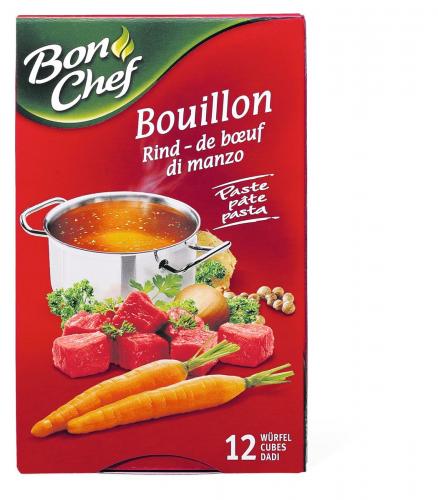 Bon
Chef
Bouillon
Rind - de bœuf
di manzo
Paste
pâte
pasta
12 WÜRFEL
CUBES
DADI